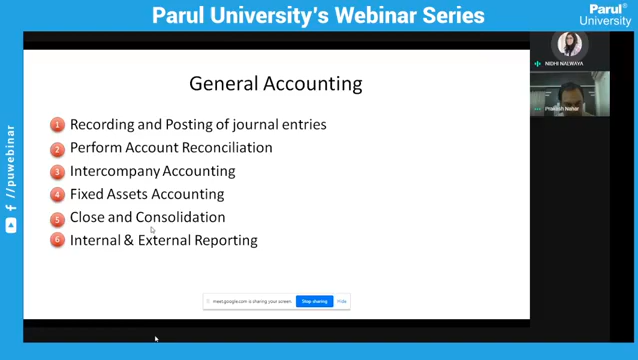 Parul University's Webinar Series
Parul®
University
NIDHI NALWAYA
Prakash Nahar
General Accounting
1 Recording and Posting of journal entries
2 Perform Account Reconciliation
3 Intercompany Accounting
4 Fixed Assets Accounting
5 Close and Consolidation
6 Internal & External Reporting
meet.google.com is sharing your screen. Stop sharing Hide
f //puwebinar